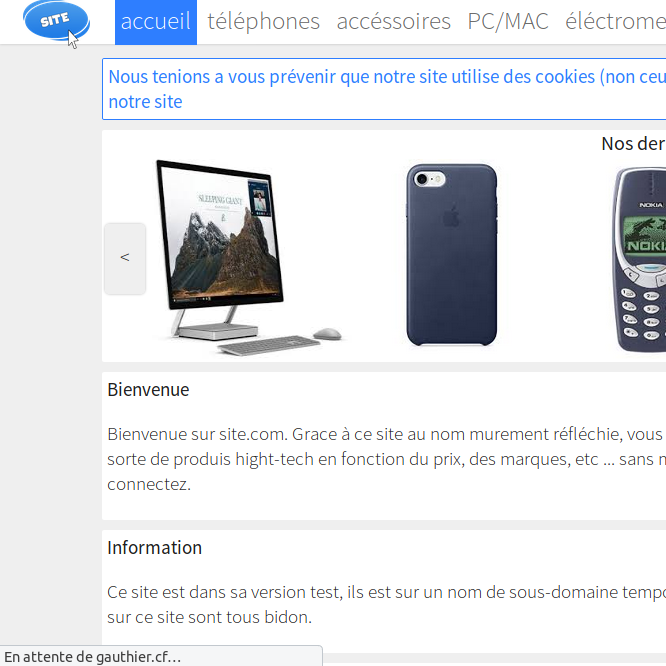 SITE
accueil téléphones accéssoires PC/MAC éléctrome
Nous tenions a vous prévenir que notre site utilise des cookies (non ceu
notre site
Nos der
SLEEPING GIANT
NOKIA
NOKI
<
Bienvenue
Bienvenue sur site.com. Grace à ce site au nom murement réfléchie, vous
sorte de produis hight-tech en fonction du prix, des marques, etc ... sans
connectez.
Information
Ce site est dans sa version test, ils est sur un nom de sous-domaine tempo
sur ce site sont tous bidon.
En attente de gauthier.cf…